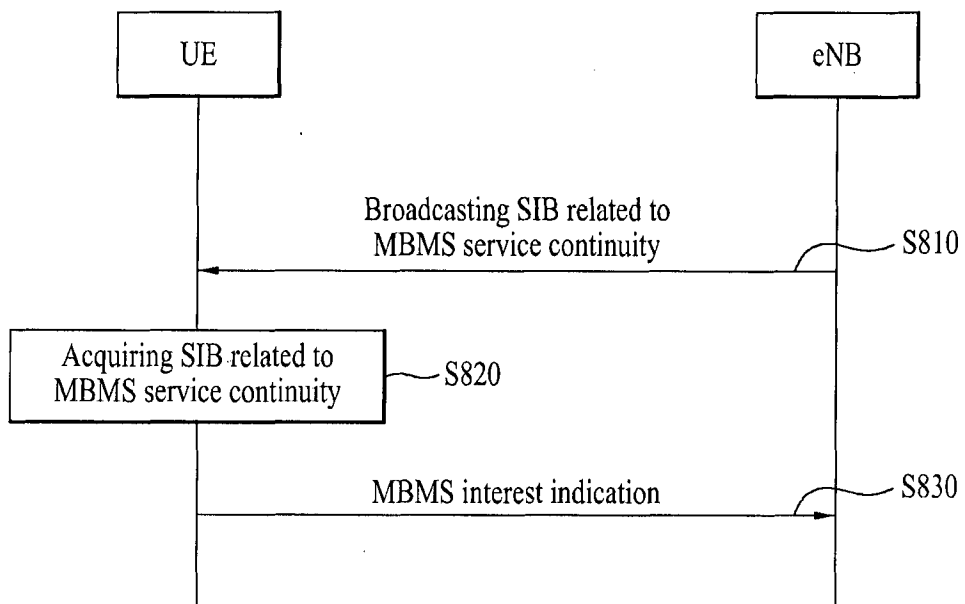 UE
eNB
Broadcasting SIB related to
MBMS service continuity
S810
Acquiring SIB related to
MBMS service continuity
S820
MBMS interest indication
S830